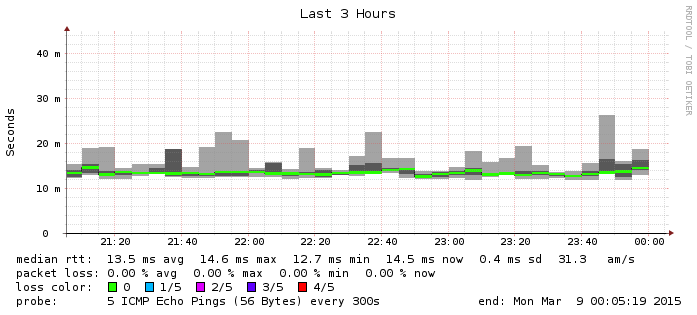 Last 3 Hours
RRDTOOL / TOBI OETIKER
Seconds
40 m
30 m
20 m
10 m
0
21:20 21:40 22:00 22:20 22:40 23:00 23:20 23:40 00:00
median rtt: 13.5 ms avg 14.6 ms max 12.7 ms min 14.5 ms now 0.4 ms sd 31.3 am/s
packet loss: 0.00 % avg 0.00 % max 0.00 % min 0.00 % now
loss color: 0 1/5 2/5 3/5 4/5
probe: 5 ICMP Echo Pings (56 Bytes) every 300s end: Mon Mar 9 00:05:19 2015